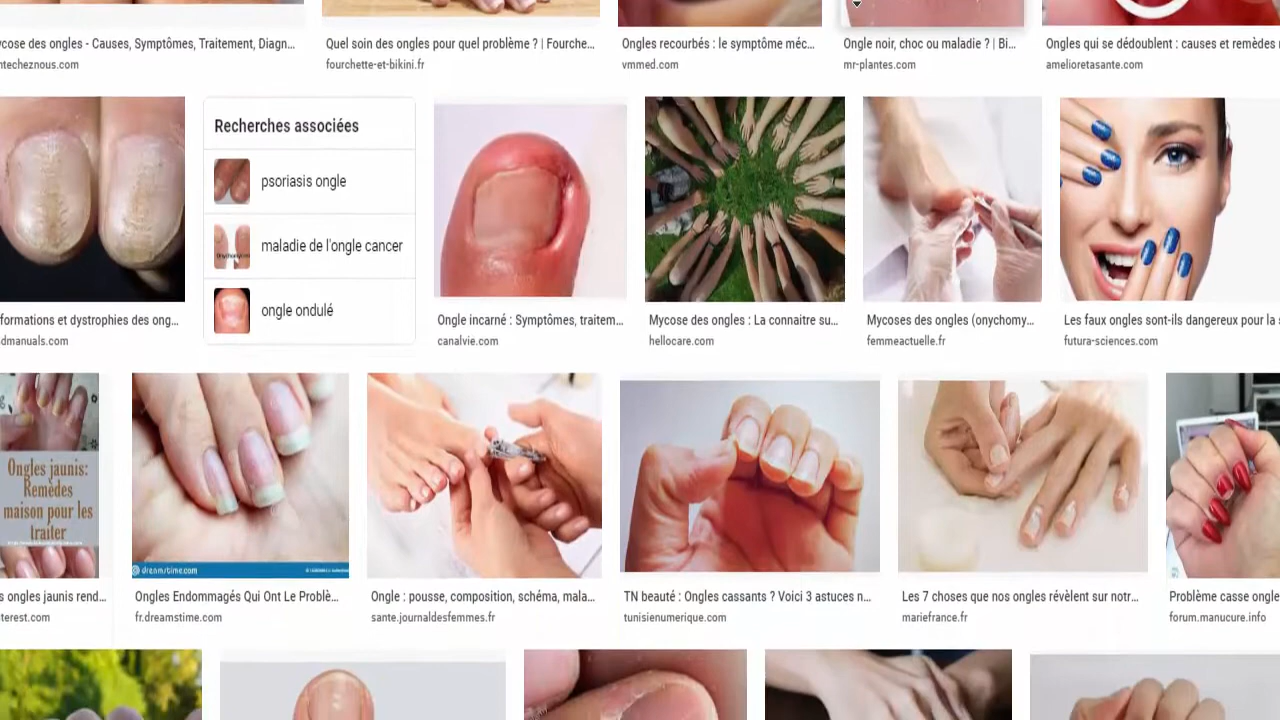 ycose des ongles - Causes, Symptômes, Traitement, Diagn...
ntecheznous.com
Quel soin des ongles pour quel problème ? | Fourche...
fourchette-et-bikini.fr
Ongles recourbés : le symptôme méc...
vmmed.com
Ongle noir, choc ou maladie ? | Bi...
mr-plantes.com
Ongles qui se dédoublent : causes et remèdes
amelioretasante.com
formations et dystrophies des ong...
dmanuals.com
Recherches associées
psoriasis ongle
maladie de l'ongle cancer
ongle ondulé
Ongle incarné : Symptômes, traitem...
canalvie.com
Mycose des ongles : La connaitre su...
hellocare.com
Mycoses des ongles (onychomy...
femmeactuelle.fr
Les faux ongles sont-ils dangereux pour la s
futura-sciences.com
Ongles jaunis:
Remèdes
maison pour les
traiter
s ongles jaunis rend...
terest.com
dreamstime.com
Ongles Endommagés Qui Ont Le Problè...
fr.dreamstime.com
Ongle : pousse, composition, schéma, mala...
sante.journaldesfemmes.fr
TN beauté : Ongles cassants ? Voici 3 astuces n...
tunisienumerique.com
Les 7 choses que nos ongles révèlent sur notr...
mariefrance.fr
Problème casse ongle
forum.manucure.info